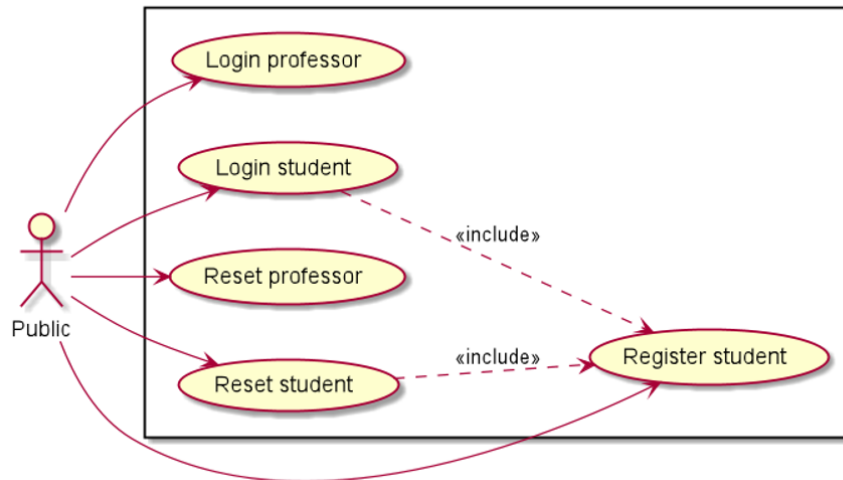 Login professor
Login student
«include»
Reset professor
Public
Register student
«include»
Reset student